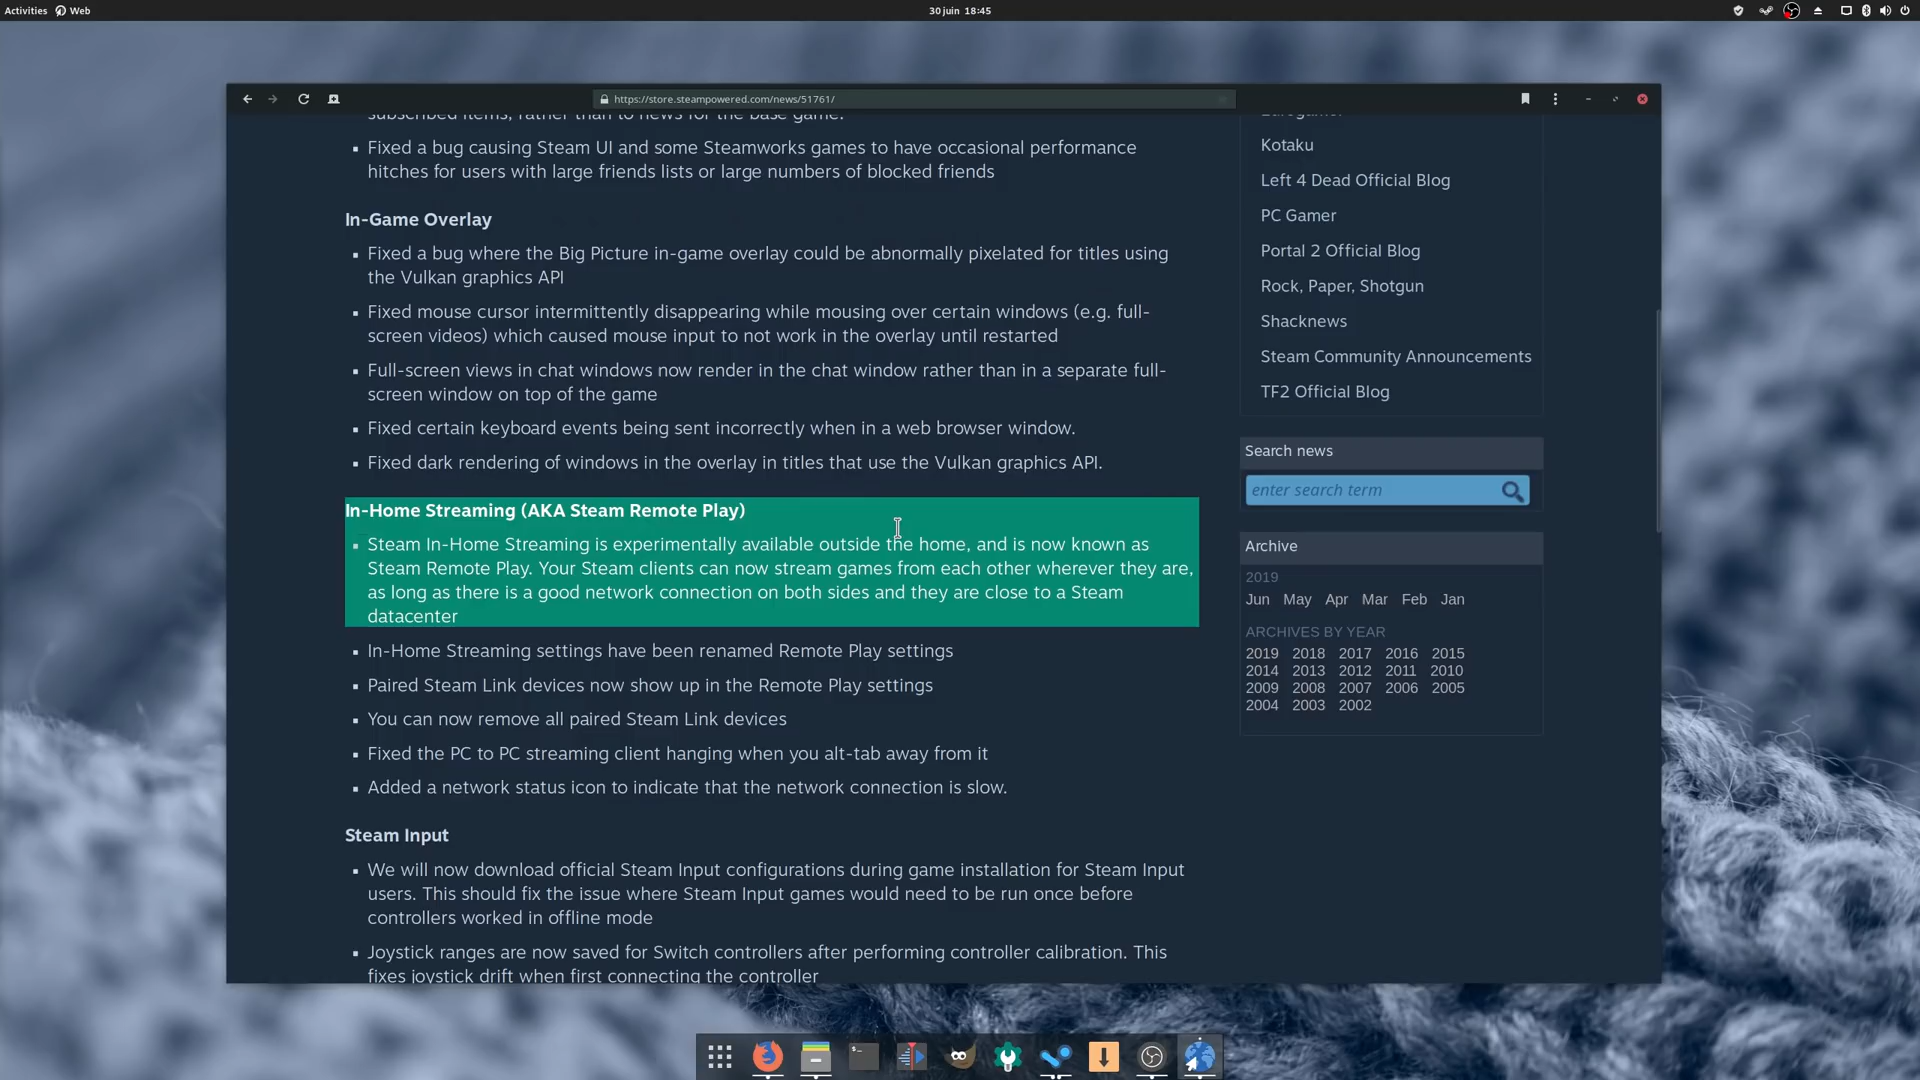 Activities Web
30 juin 18:45
https://store.steampowered.com/news/51761/
subscribed items, rather than to news for the base game.
Fixed a bug causing Steam UI and some Steamworks games to have occasional performance
hitches for users with large friends lists or large numbers of blocked friends
In-Game Overlay
Fixed a bug where the Big Picture in-game overlay could be abnormally pixelated for titles using
the Vulkan graphics API
Fixed mouse cursor intermittently disappearing while mousing over certain windows (e.g. full-
screen videos) which caused mouse input to not work in the overlay until restarted
Full-screen views in chat windows now render in the chat window rather than in a separate full-
screen window on top of the game
Fixed certain keyboard events being sent incorrectly when in a web browser window.
Fixed dark rendering of windows in the overlay in titles that use the Vulkan graphics API.
In-Home Streaming (AKA Steam Remote Play)
Steam In-Home Streaming is experimentally available outside the home, and is now known as
Steam Remote Play. Your Steam clients can now stream games from each other wherever they are,
as long as there is a good network connection on both sides and they are close to a Steam
datacenter
In-Home Streaming settings have been renamed Remote Play settings
Paired Steam Link devices now show up in the Remote Play settings
You can now remove all paired Steam Link devices
Fixed the PC to PC streaming client hanging when you alt-tab away from it
Added a network status icon to indicate that the network connection is slow.
Steam Input
We will now download official Steam Input configurations during game installation for Steam Input
users. This should fix the issue where Steam Input games would need to be run once before
controllers worked in offline mode
Joystick ranges are now saved for Switch controllers after performing controller calibration. This
fixes joystick drift when first connecting the controller
Eurogamer
Kotaku
Left 4 Dead Official Blog
PC Gamer
Portal 2 Official Blog
Rock, Paper, Shotgun
Shacknews
Steam Community Announcements
TF2 Official Blog
Search news
enter search term
Archive
2019
Jun May Apr Mar Feb Jan
ARCHIVES BY YEAR
2019 2018 2017 2016 2015
2014 2013 2012 2011 2010
2009 2008 2007 2006 2005
2004 2003 2002